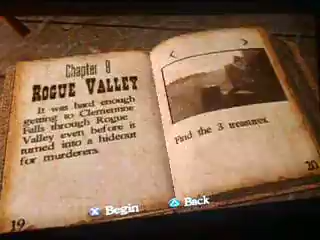 Chapter 9
ROGUE VALLEY
It was hard enough
getting to Clementine
Falls through Rogue
Valley even before it
turned into a hideout
for murderers.
19
< >
Find the 3 treasures.
20
X Begin
△ Back